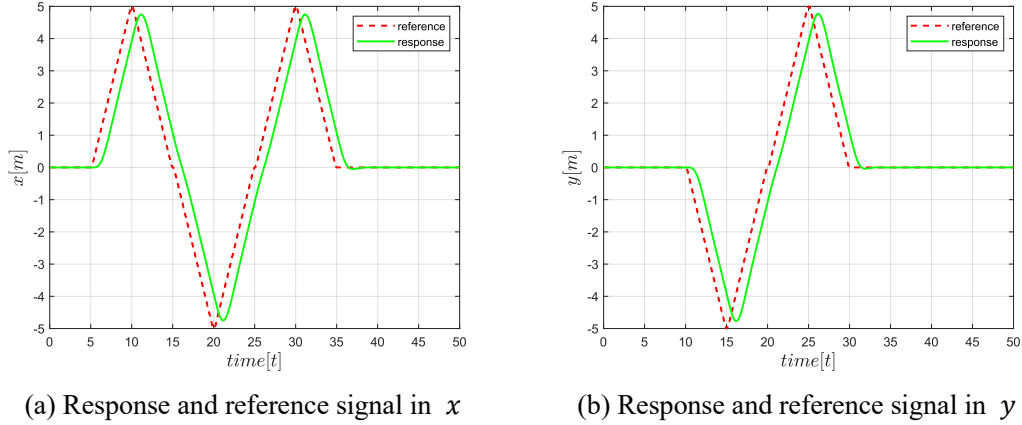 reference
response
5
4
3
2
1
0
-1
-2
-3
-4
-5
x[m]
0 5 10 15 20 25 30 35 40 45 50
time[t]
(a) Response and reference signal in x
reference
response
5
4
3
2
1
0
-1
-2
-3
-4
-5
y[m]
0 5 10 15 20 25 30 35 40 45 50
time[t]
(b) Response and reference signal in y